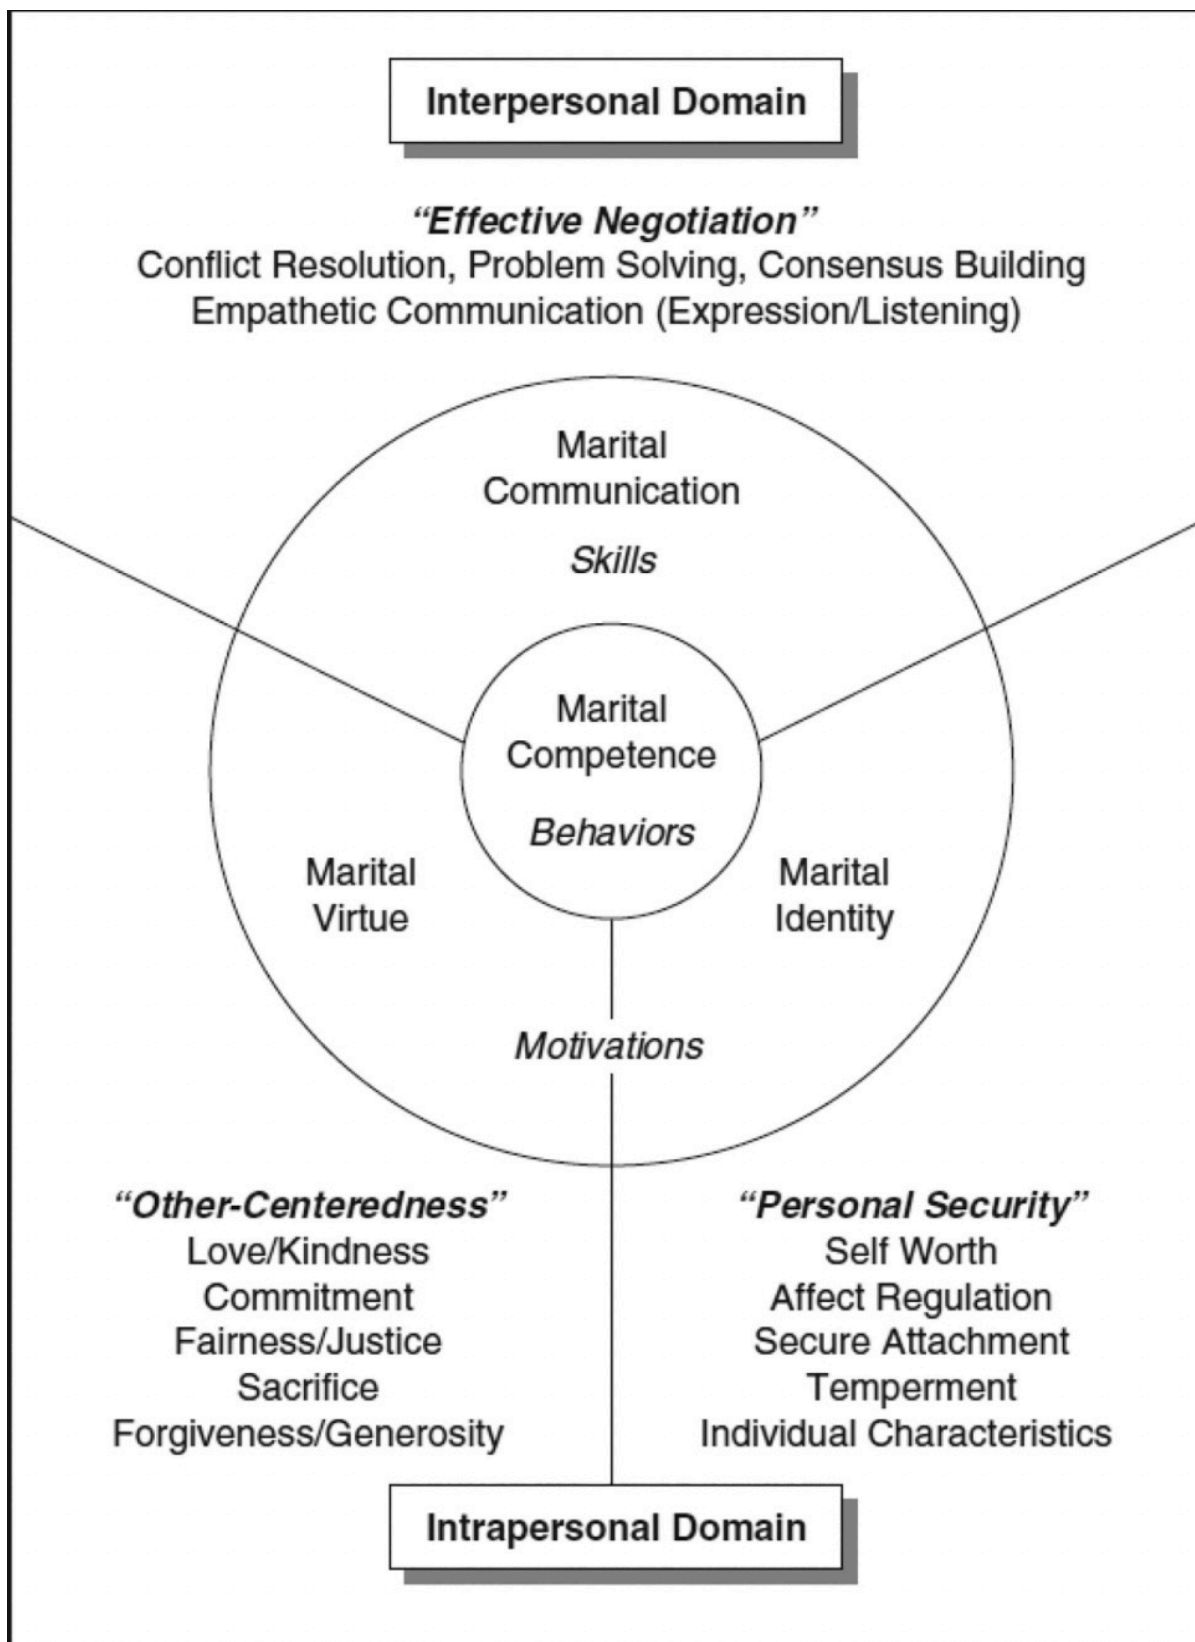 Interpersonal Domain
“Effective Negotiation”
Conflict Resolution, Problem Solving, Consensus Building
Empathetic Communication (Expression/Listening)
Marital
Communication
Skills
Marital
Competence
Behaviors
Marital
Virtue
Marital
Identity
Motivations
“Other-Centeredness”
Love/Kindness
Commitment
Fairness/Justice
Sacrifice
Forgiveness/Generosity
“Personal Security”
Self Worth
Affect Regulation
Secure Attachment
Temperment
Individual Characteristics
Intrapersonal Domain